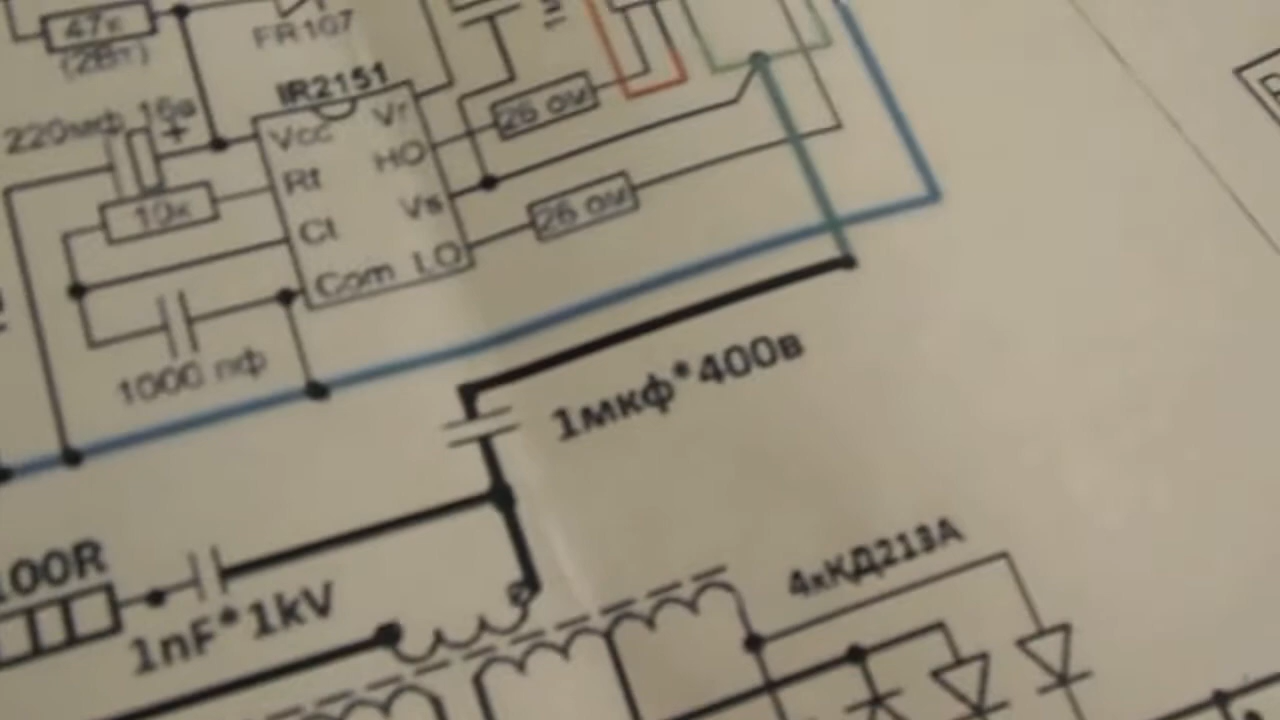 47к
(2Вт)
FR107
IR2151
220мкф 16в
+
Vcc
Rt
Ct
Com
HO
Vs
LO
26 ом
26 ом
10к
1000 пф
1мкф*400в
100R
1nF*1kV
4хКД213А